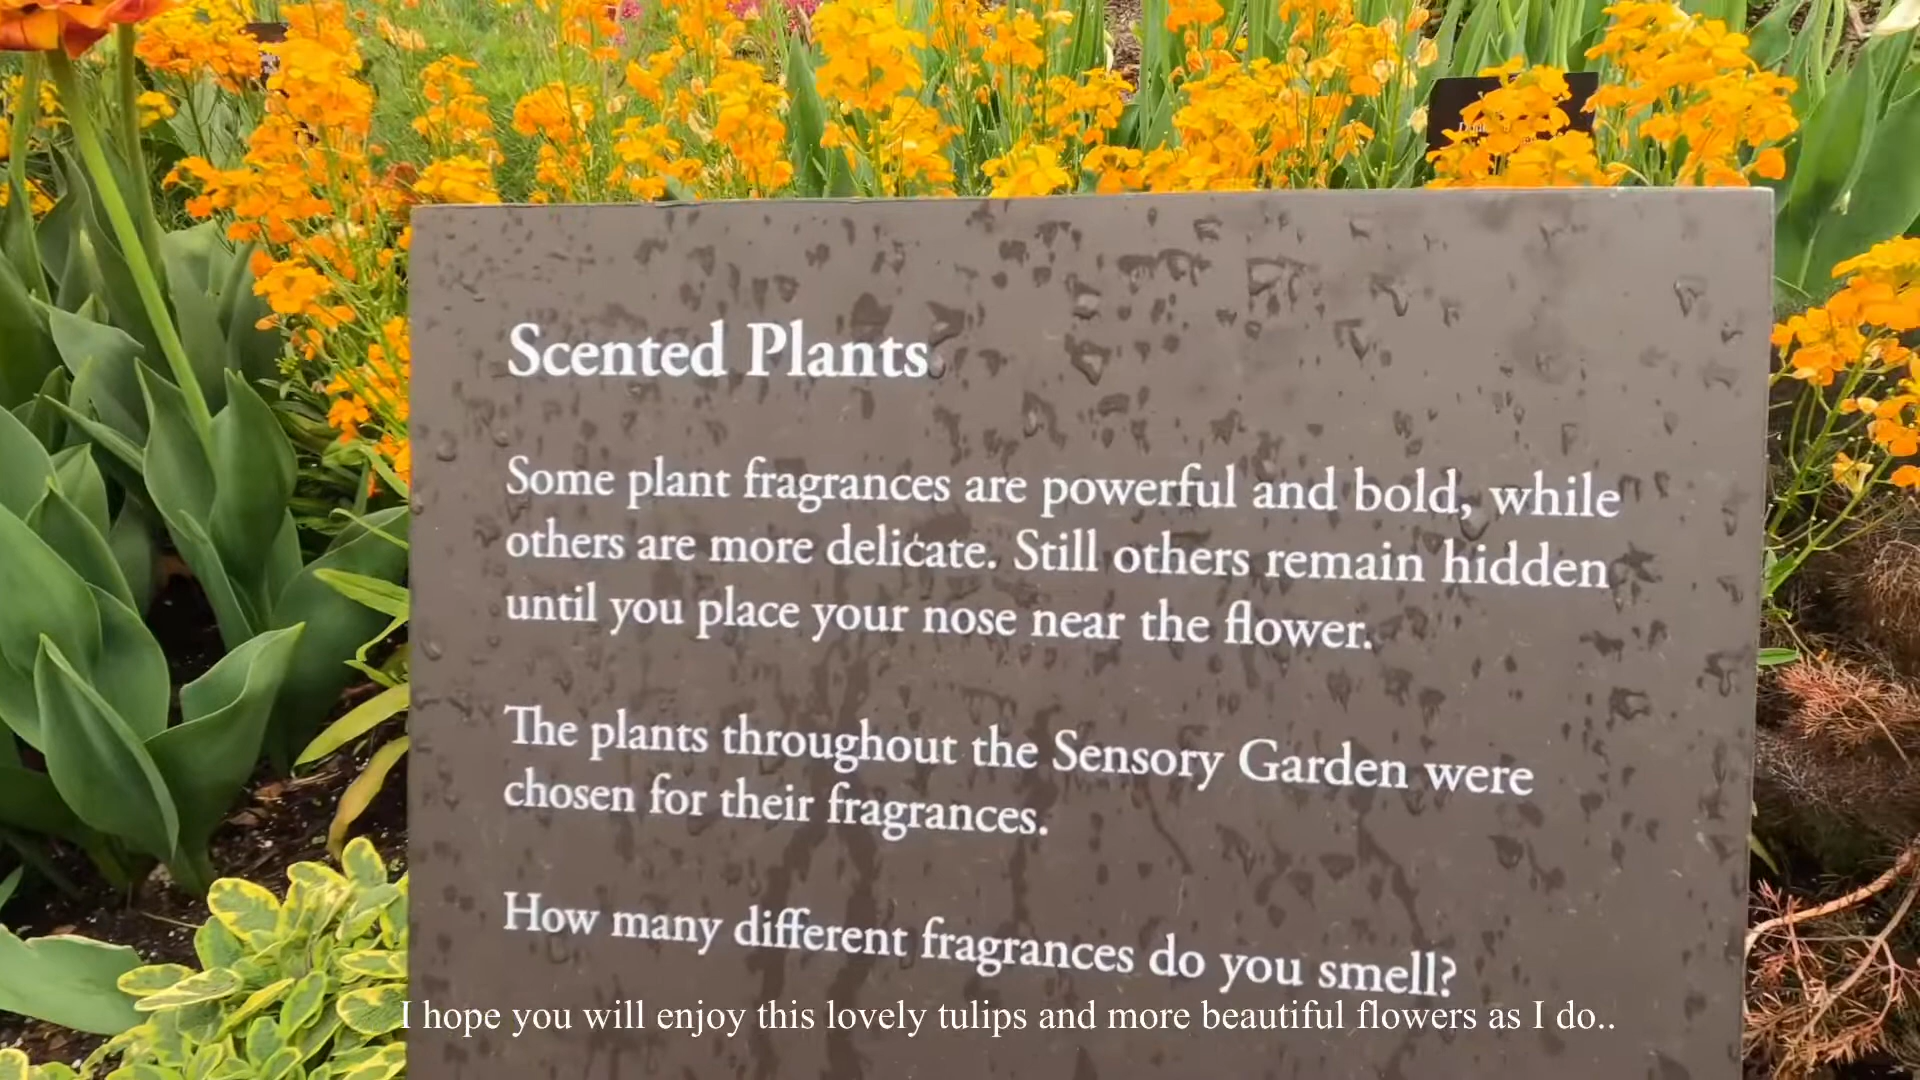 Scented Plants
Some plant fragrances are powerful and bold, while
others are more delicate. Still others remain hidden
until you place your nose near the flower.
The plants throughout the Sensory Garden were
chosen for their fragrances.
How many different fragrances do you smell?
I hope you will enjoy this lovely tulips and more beautiful flowers as I do..